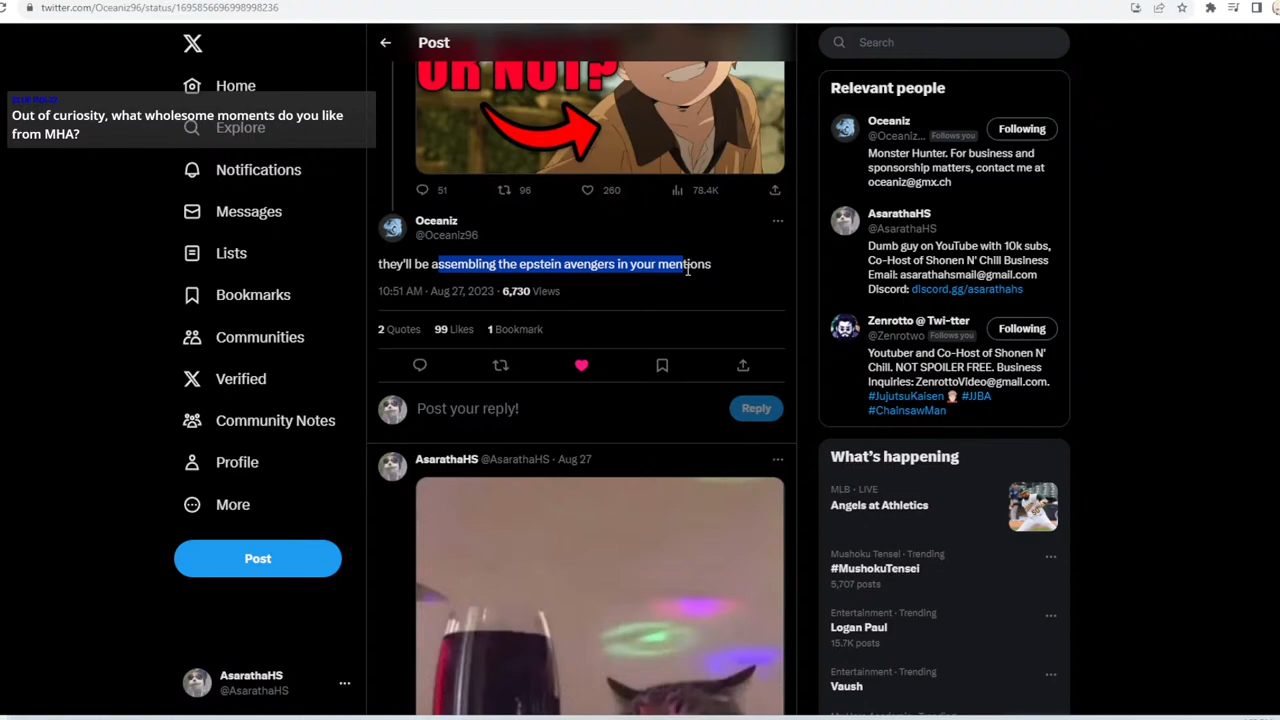 twitter.com/Oceaniz96/status/1695856696998998236
Post
Search
Home
Out of curiosity, what wholesome moments do you like
from MHA?
Explore
Notifications
Messages
Lists
Bookmarks
Communities
Verified
Community Notes
Profile
More
Post
AsarathaHS
@AsarathaHS
OR NOT?
51
96
260
78.4K
Oceaniz
@Oceaniz96
they'll be assembling the epstein avengers in your mentions
10:51 AM · Aug 27, 2023 · 6,730 Views
2 Quotes 99 Likes 1 Bookmark
Post your reply!
Reply
AsarathaHS @AsarathaHS · Aug 27
Relevant people
Oceaniz
@Oceaniz... Follows you
Following
Monster Hunter. For business and
sponsorship matters, contact me at
oceaniz@gmx.ch
AsarathaHS
@AsarathaHS
Dumb guy on YouTube with 10k subs,
Co-Host of Shonen N' Chill Business
Email: asarathahsmail@gmail.com
Discord: discord.gg/asarathahs
Zenrotto @ Twi-tter
@Zenrotwo Follows you
Following
Youtuber and Co-Host of Shonen N'
Chill. NOT SPOILER FREE. Business
Inquiries: ZenrottoVideo@gmail.com.
#JujutsuKaisen #JJBA
#ChainsawMan
What's happening
MLB · LIVE
Angels at Athletics
Mushoku Tensei · Trending
#MushokuTensei
5,707 posts
Entertainment · Trending
Logan Paul
15.7K posts
Entertainment · Trending
Vaush